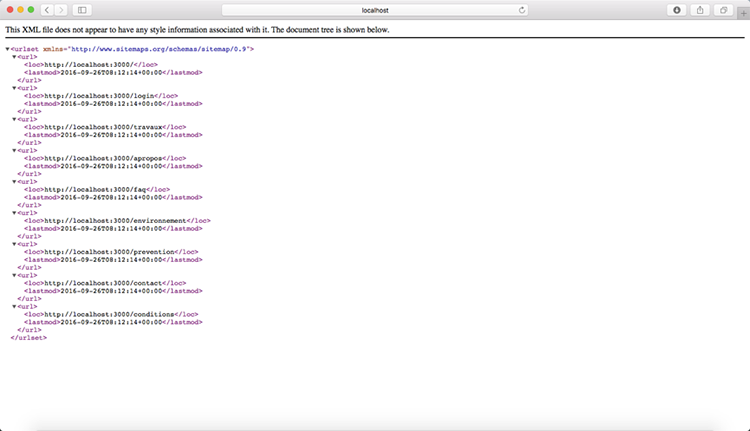 localhost
This XML file does not appear to have any style information associated with it. The document tree is shown below.
<urlset xmlns="http://www.sitemaps.org/schemas/sitemap/0.9">
<url>
<loc>http://localhost:3000/</loc>
<lastmod>2016-09-26T08:12:14+00:00</lastmod>
</url>
<url>
<loc>http://localhost:3000/login</loc>
<lastmod>2016-09-26T08:12:14+00:00</lastmod>
</url>
<url>
<loc>http://localhost:3000/travaux</loc>
<lastmod>2016-09-26T08:12:14+00:00</lastmod>
</url>
<url>
<loc>http://localhost:3000/apropos</loc>
<lastmod>2016-09-26T08:12:14+00:00</lastmod>
</url>
<url>
<loc>http://localhost:3000/faq</loc>
<lastmod>2016-09-26T08:12:14+00:00</lastmod>
</url>
<url>
<loc>http://localhost:3000/environnement</loc>
<lastmod>2016-09-26T08:12:14+00:00</lastmod>
</url>
<url>
<loc>http://localhost:3000/prevention</loc>
<lastmod>2016-09-26T08:12:14+00:00</lastmod>
</url>
<url>
<loc>http://localhost:3000/contact</loc>
<lastmod>2016-09-26T08:12:14+00:00</lastmod>
</url>
<url>
<loc>http://localhost:3000/conditions</loc>
<lastmod>2016-09-26T08:12:14+00:00</lastmod>
</url>
</urlset>